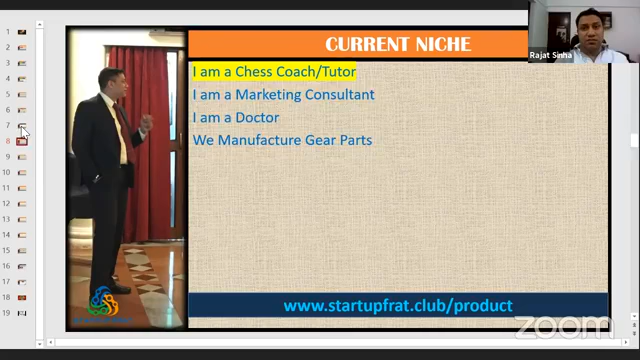 CURRENT NICHE
Rajat Sinha
I am a Chess Coach/Tutor
I am a Marketing Consultant
I am a Doctor
We Manufacture Gear Parts
www.startupfrat.club/product
zoom
1
2
3
4
5
6
7
8
9
10
11
12
13
14
15
16
17
18
19